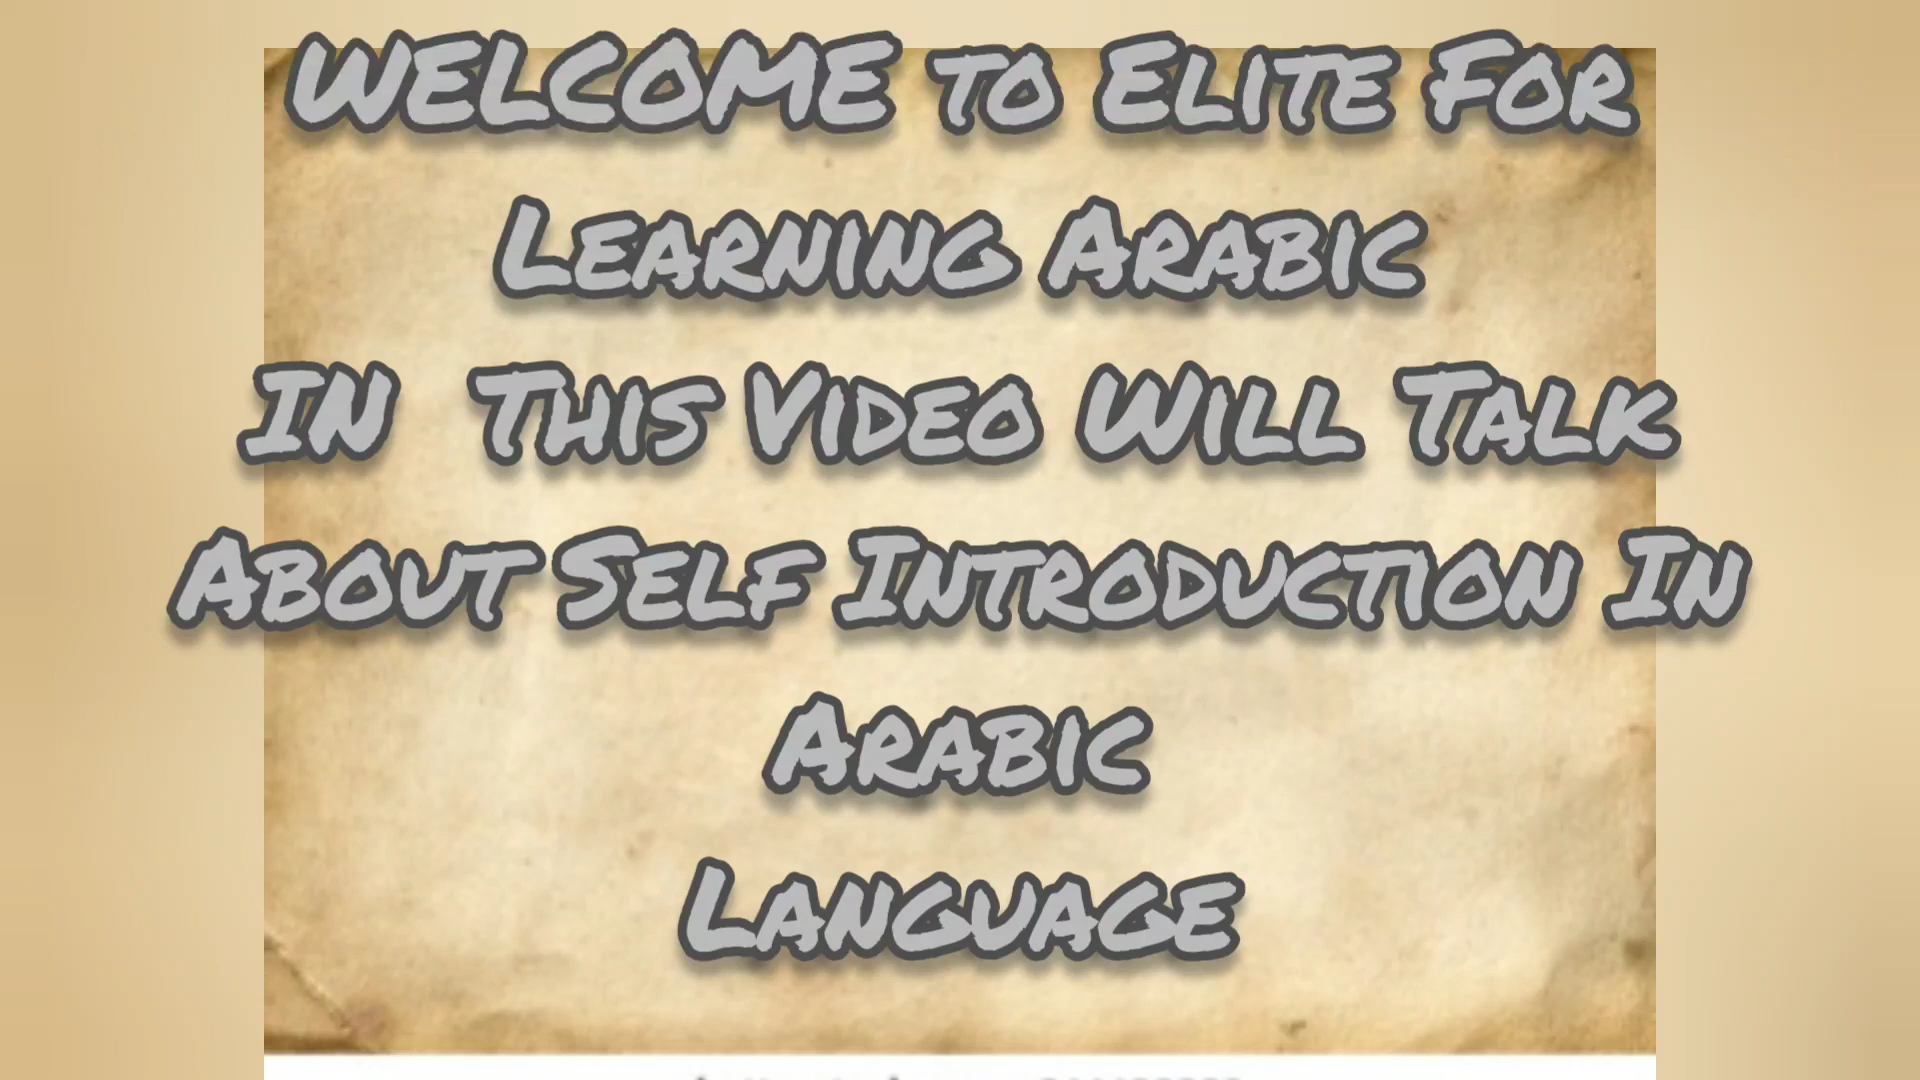 WELCOME to Elite For
Learning Arabic
IN This Video Will Talk
About Self Introduction In
Arabic
Language